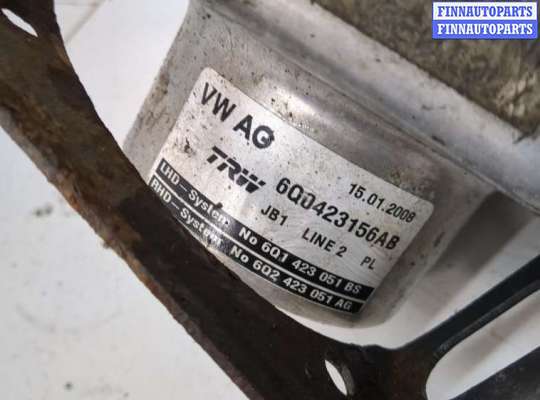 FINNAUTOPARTS
FINNAUTOPARTS
VW AG
15.01.2008
TRW 6Q0423156AB
JB1 LINE 2 PL
LHD - System No 6Q1 423 051 BS
RHD - System No 6Q2 423 051 AG